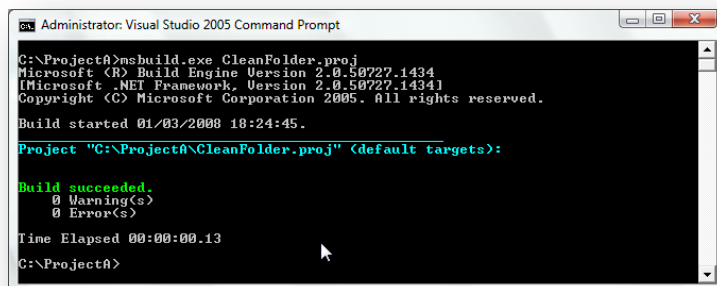 Administrator: Visual Studio 2005 Command Prompt
C:\ProjectA>msbuild.exe CleanFolder.proj
Microsoft (R) Build Engine Version 2.0.50727.1434
[Microsoft .NET Framework, Version 2.0.50727.1434]
Copyright (C) Microsoft Corporation 2005. All rights reserved.
Build started 01/03/2008 18:24:45.
Project "C:\ProjectA\CleanFolder.proj" (default targets):
Build succeeded.
0 Warning(s)
0 Error(s)
Time Elapsed 00:00:00.13
C:\ProjectA>